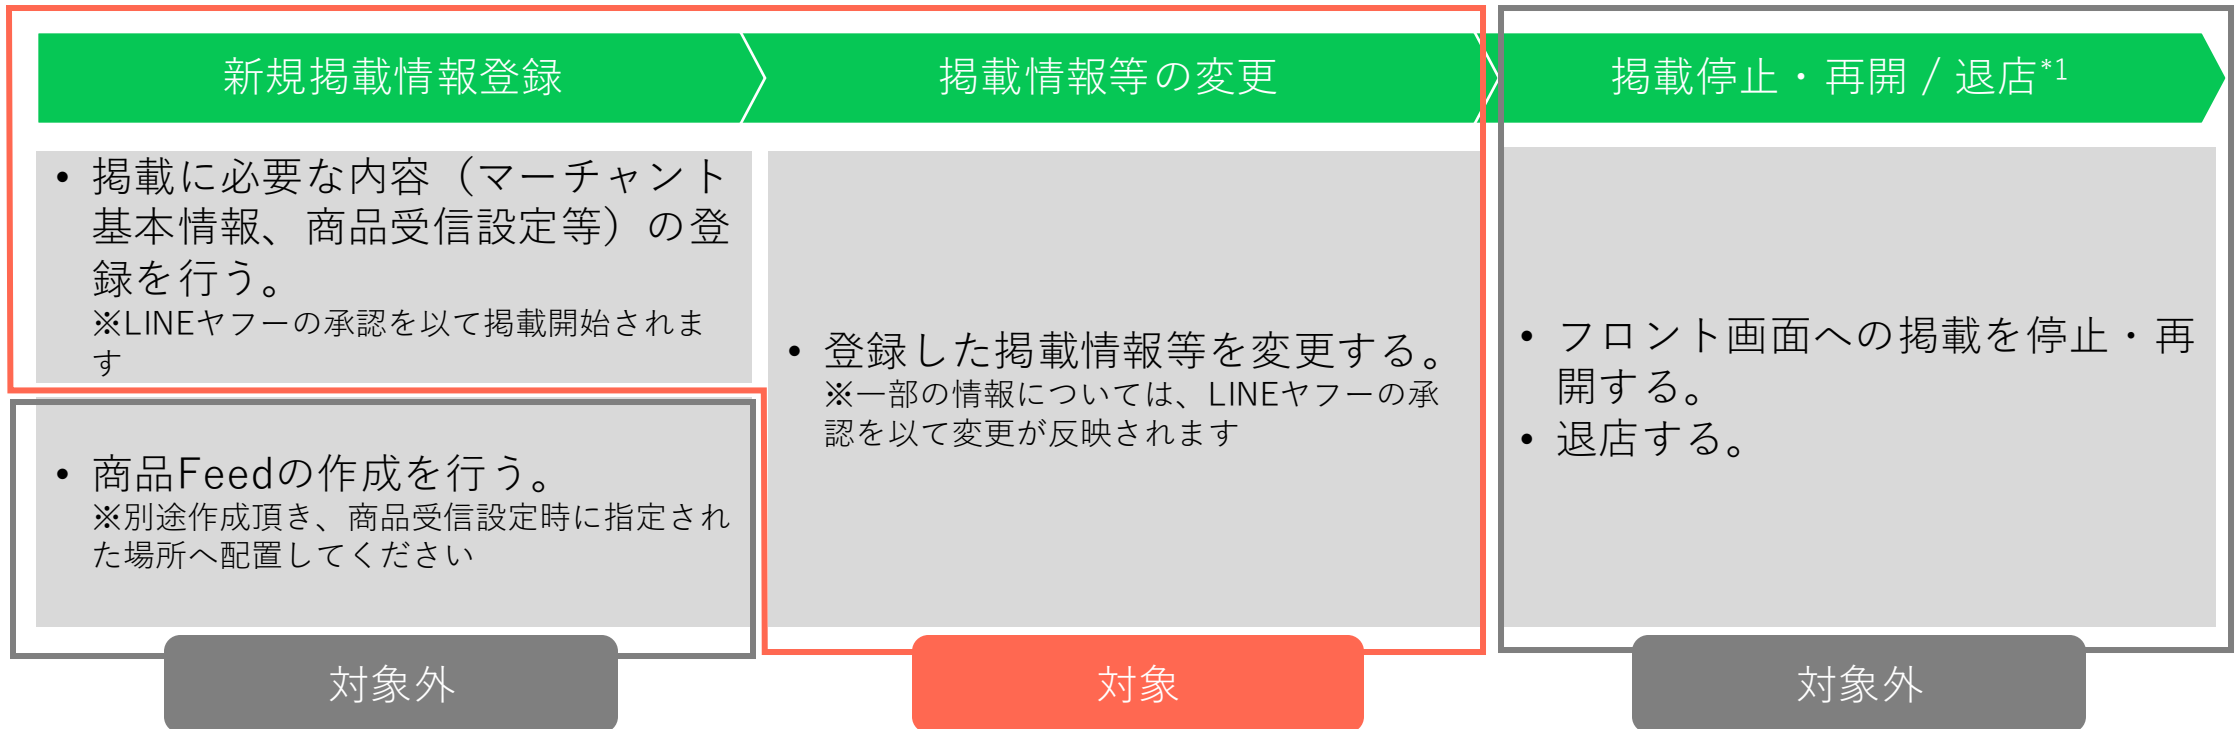 新規掲載情報登録
掲載情報等の変更
掲載停止・再開 / 退店*1
• 掲載に必要な内容（マーチャント
基本情報、商品受信設定等）の登
録を行う。
※LINEヤフーの承認を以て掲載開始されま
す
• 商品Feedの作成を行う。
※別途作成頂き、商品受信設定時に指定され
た場所へ配置してください
• 登録した掲載情報等を変更する。
※一部の情報については、LINEヤフーの承
認を以て変更が反映されます
• フロント画面への掲載を停止・再
開する。
• 退店する。
対象外
対象
対象外